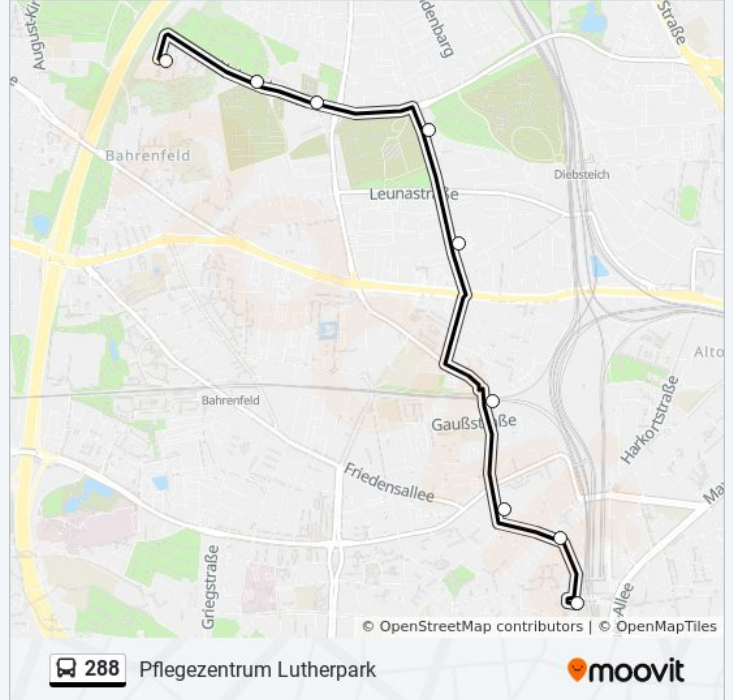 August-Kir
denbarg
Straße
Bahrenfeld
Diebsteich
Leunastraße
Alto
Bahrenfeld
Harkortstraße
Gaußstraße
Friedensallee
Ma
Griegstraße
Allee
© OpenStreetMap contributors | © OpenMapTiles
288 Pflegezentrum Lutherpark
moovit